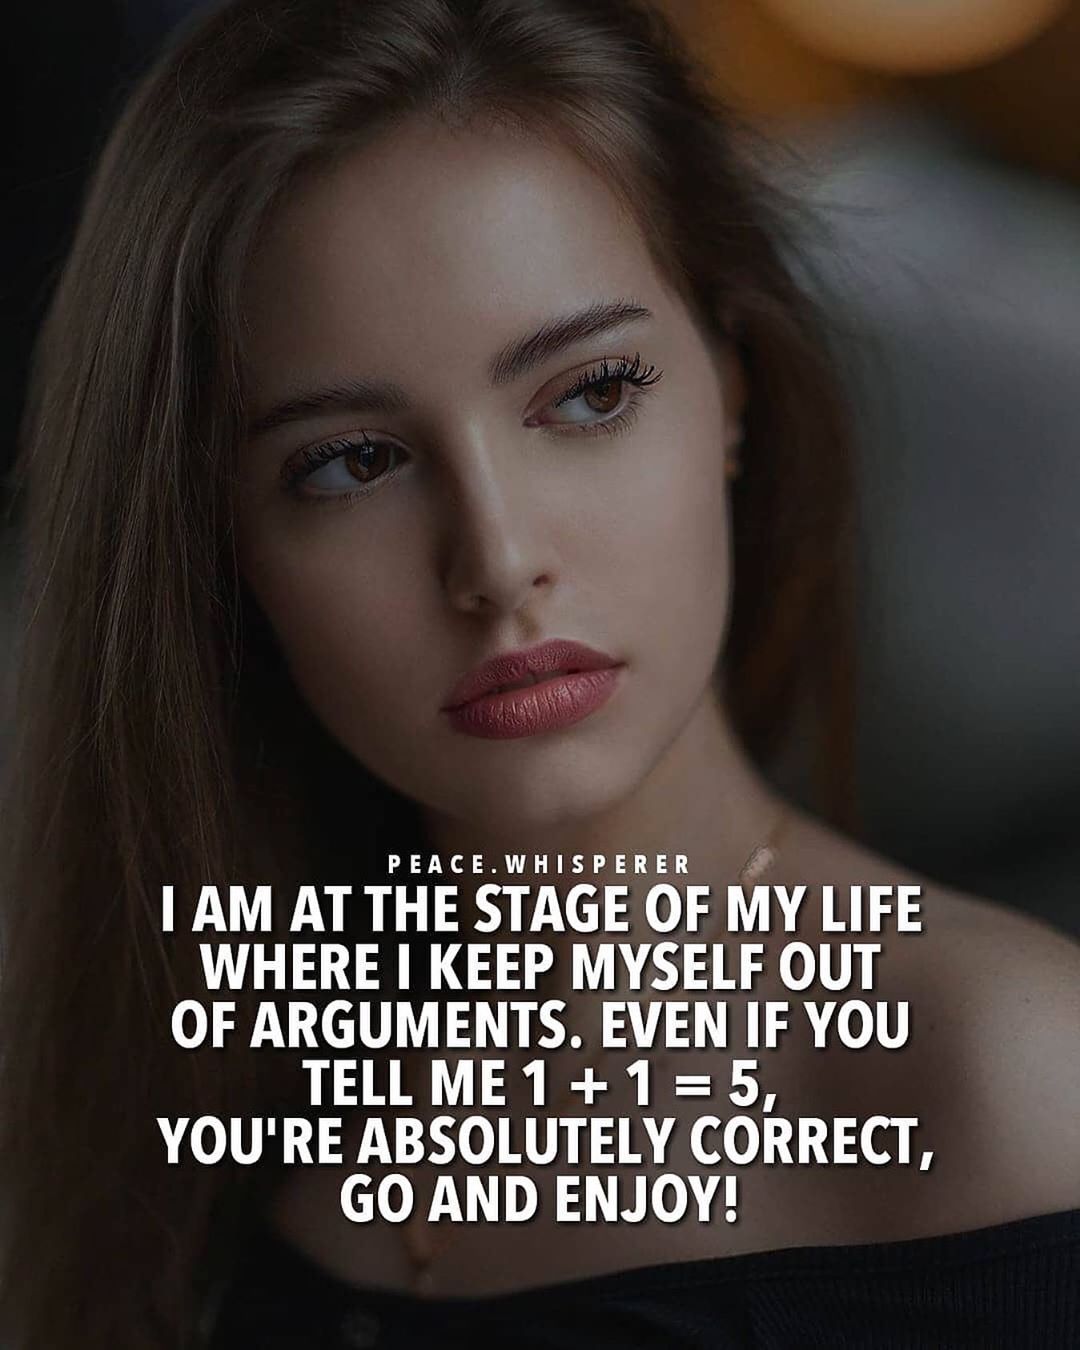 PEACE.WHISPERER
I AM AT THE STAGE OF MY LIFE
WHERE I KEEP MYSELF OUT
OF ARGUMENTS. EVEN IF YOU
TELL ME 1 + 1 = 5,
YOU'RE ABSOLUTELY CORRECT,
GO AND ENJOY!